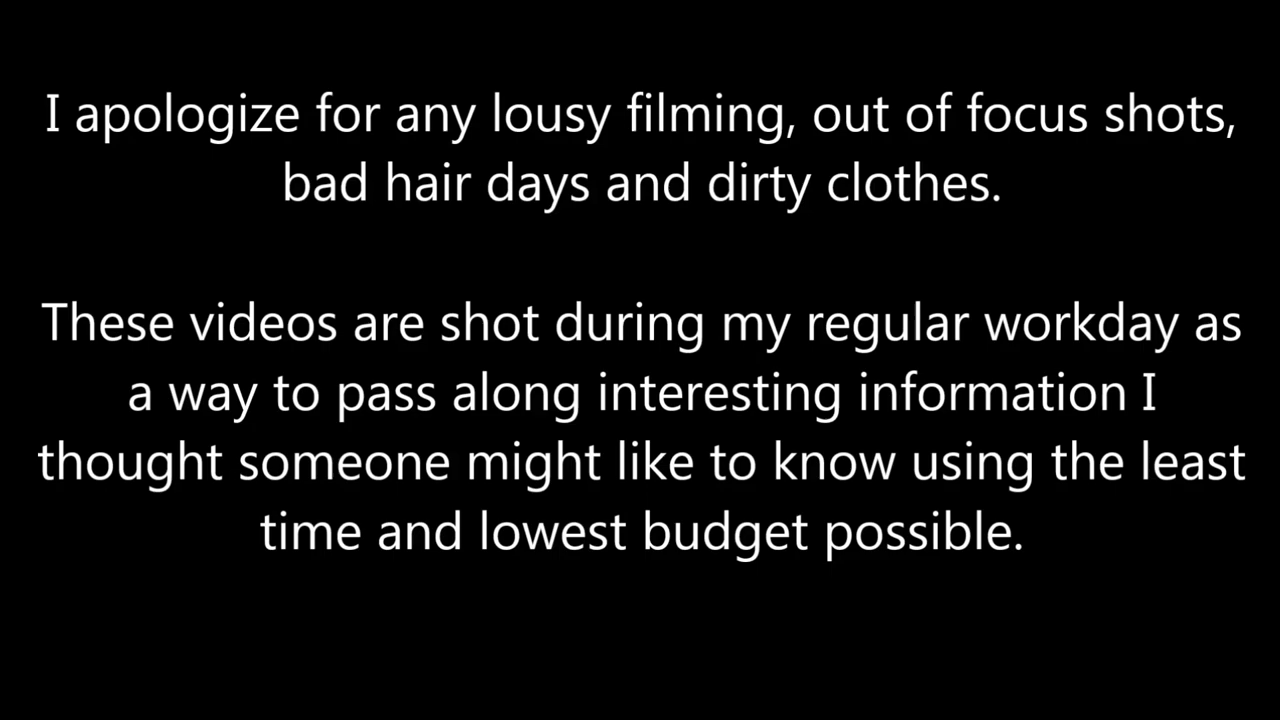 I apologize for any lousy filming, out of focus shots,
bad hair days and dirty clothes.
These videos are shot during my regular workday as
a way to pass along interesting information I
thought someone might like to know using the least
time and lowest budget possible.